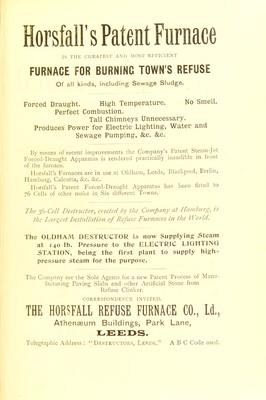 Horsfall's Patent Furnace
IS THE CHEAPEST AND MOST EFFICIENT
FURNACE FOR BURNING TOWN'S REFUSE
Of all kinds, including Sewage Sludge.
Forced Draught. High Temperature. No Smell.
Perfect Combustion.
Tall Chimneys Unnecessary.
Produces Power for Electric Lighting, Water and
Sewage Pumping, &c. &c.
By means of recent improvements the Company's Patent Steam-Jet
Forced-Draught Apparatus is rendered practically inaudible in front
of the furnace.
Horsfall's Furnaces are in use at Oldham, Leeds, Blackpool, Berlin,
Hamburg, Calcutta, &c. &c.
Horsfall's Patent Forced-Draught Apparatus has been fitted to
76 Cells of other make in Six different Towns.
The 36-Cell Destructor, erected by the Company at Hamburg, is
the Largest Installation of Refuse Furnaces in the World.
The OLDHAM DESTRUCTOR is now Supplying Steam
at 140 lb. Pressure to the ELECTRIC LIGHTING
STATION, being the first plant to supply high-
pressure steam for the purpose.
The Company are the Sole Agents for a new Patent Process of Manu-
facturing Paving Slabs and other Artificial Stone from
Refuse Clinker.
CORRESPONDENCE INVITED.
THE HORSFALL REFUSE FURNACE CO., Ld.,
Athenæum Buildings, Park Lane,
LEEDS.
Telegraphic Address: "DESTRUCTORS, LEEDS." A B C Code used.